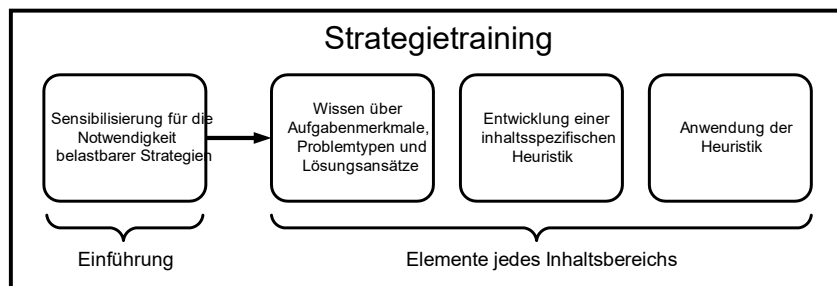 Strategietraining
Sensibilisierung für die
Notwendigkeit
belastbarer Strategien
Wissen über
Aufgabenmerkmale,
Problemtypen und
Lösungsansätze
Entwicklung einer
inhaltsspezifischen
Heuristik
Anwendung der
Heuristik
Einführung
Elemente jedes Inhaltsbereichs